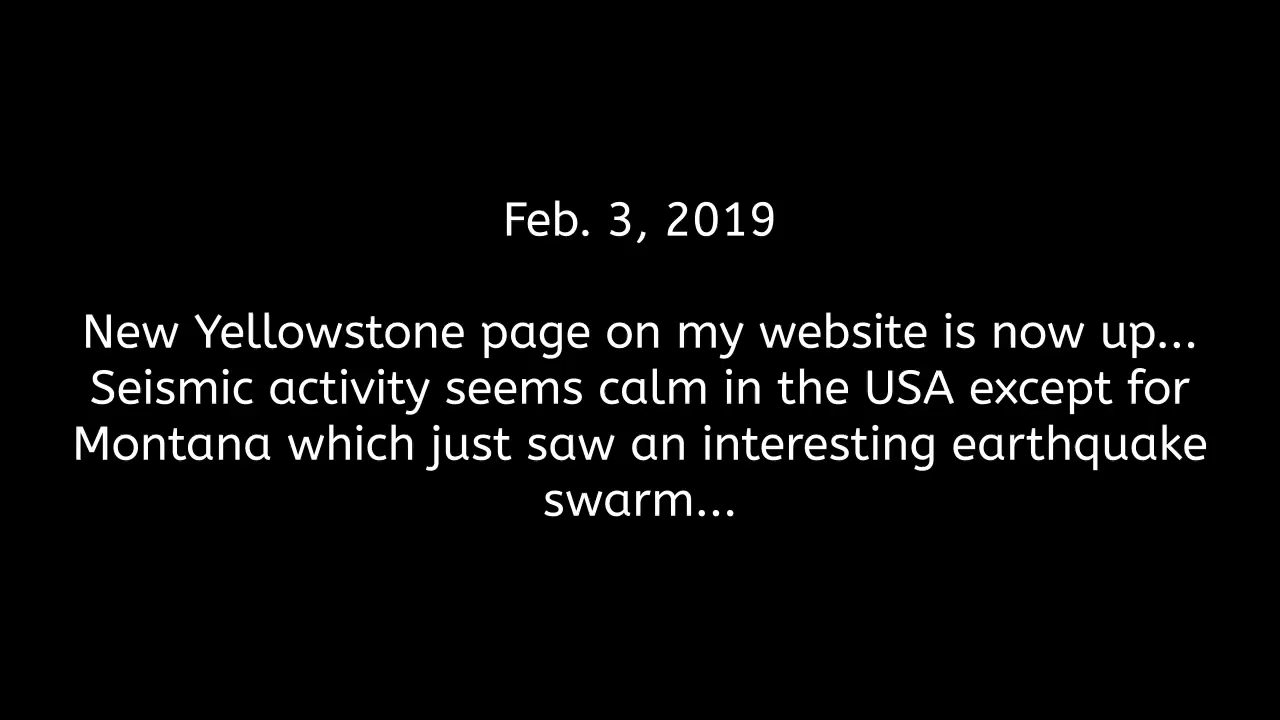 Feb. 3, 2019
New Yellowstone page on my website is now up...
Seismic activity seems calm in the USA except for
Montana which just saw an interesting earthquake
swarm...